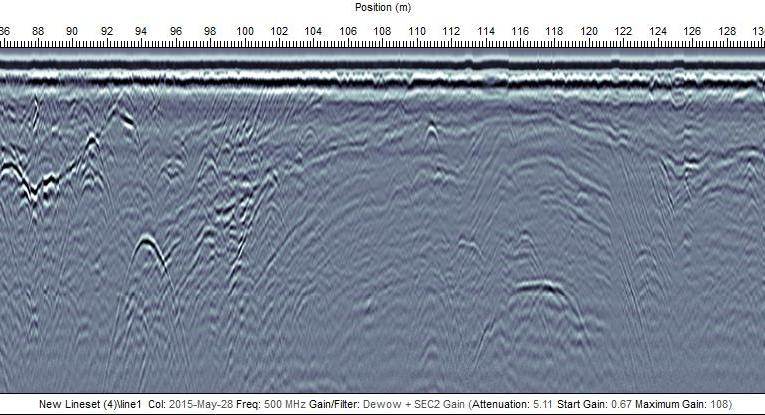 Position (m)
86 88 90 92 94 96 98 100 102 104 106 108 110 112 114 116 118 120 122 124 126 128
New Lineset (4)\line1 Col: 2015-May-28 Freq: 500 MHz Gain/Filter: Dewow + SEC2 Gain (Attenuation: 5.11 Start Gain: 0.67 Maximum Gain: 108)